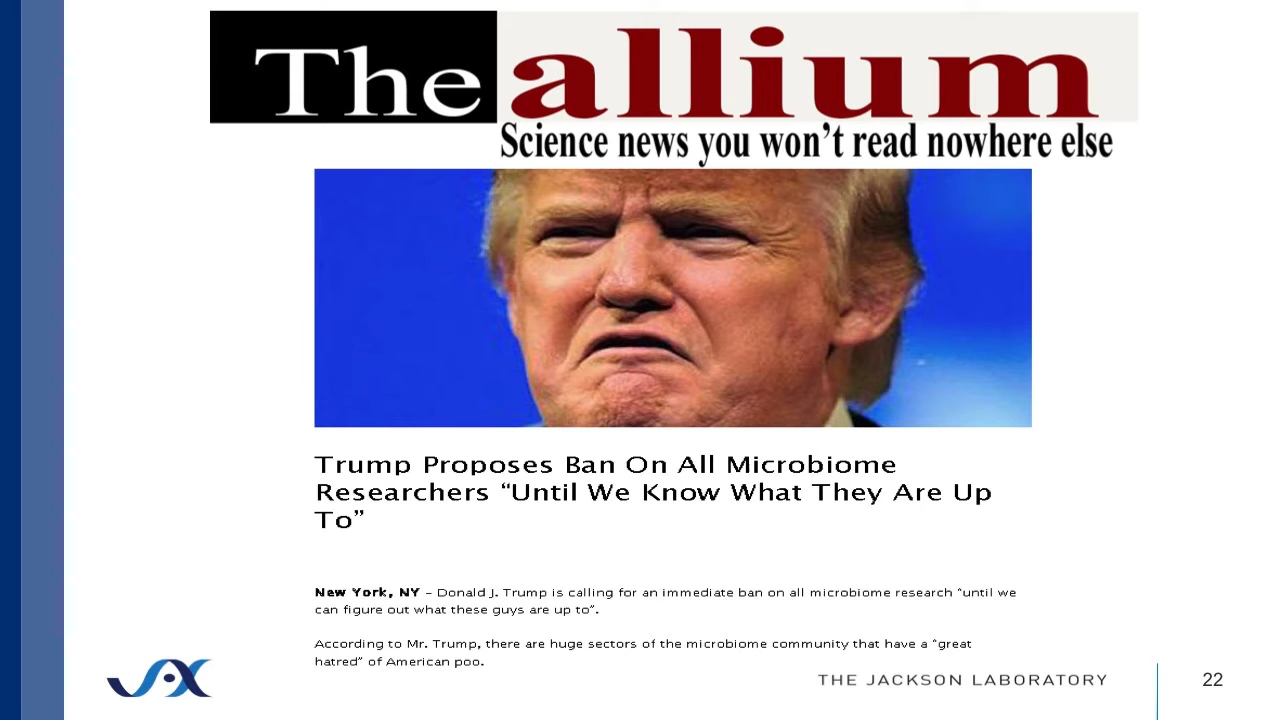 The allium
Science news you won’t read nowhere else
Trump Proposes Ban On All Microbiome
Researchers “Until We Know What They Are Up
To”
New York, NY – Donald J. Trump is calling for an immediate ban on all microbiome research “until we
can figure out what these guys are up to”.
According to Mr. Trump, there are huge sectors of the microbiome community that have a “great
hatred” of American poo.
JAX
THE JACKSON LABORATORY
22